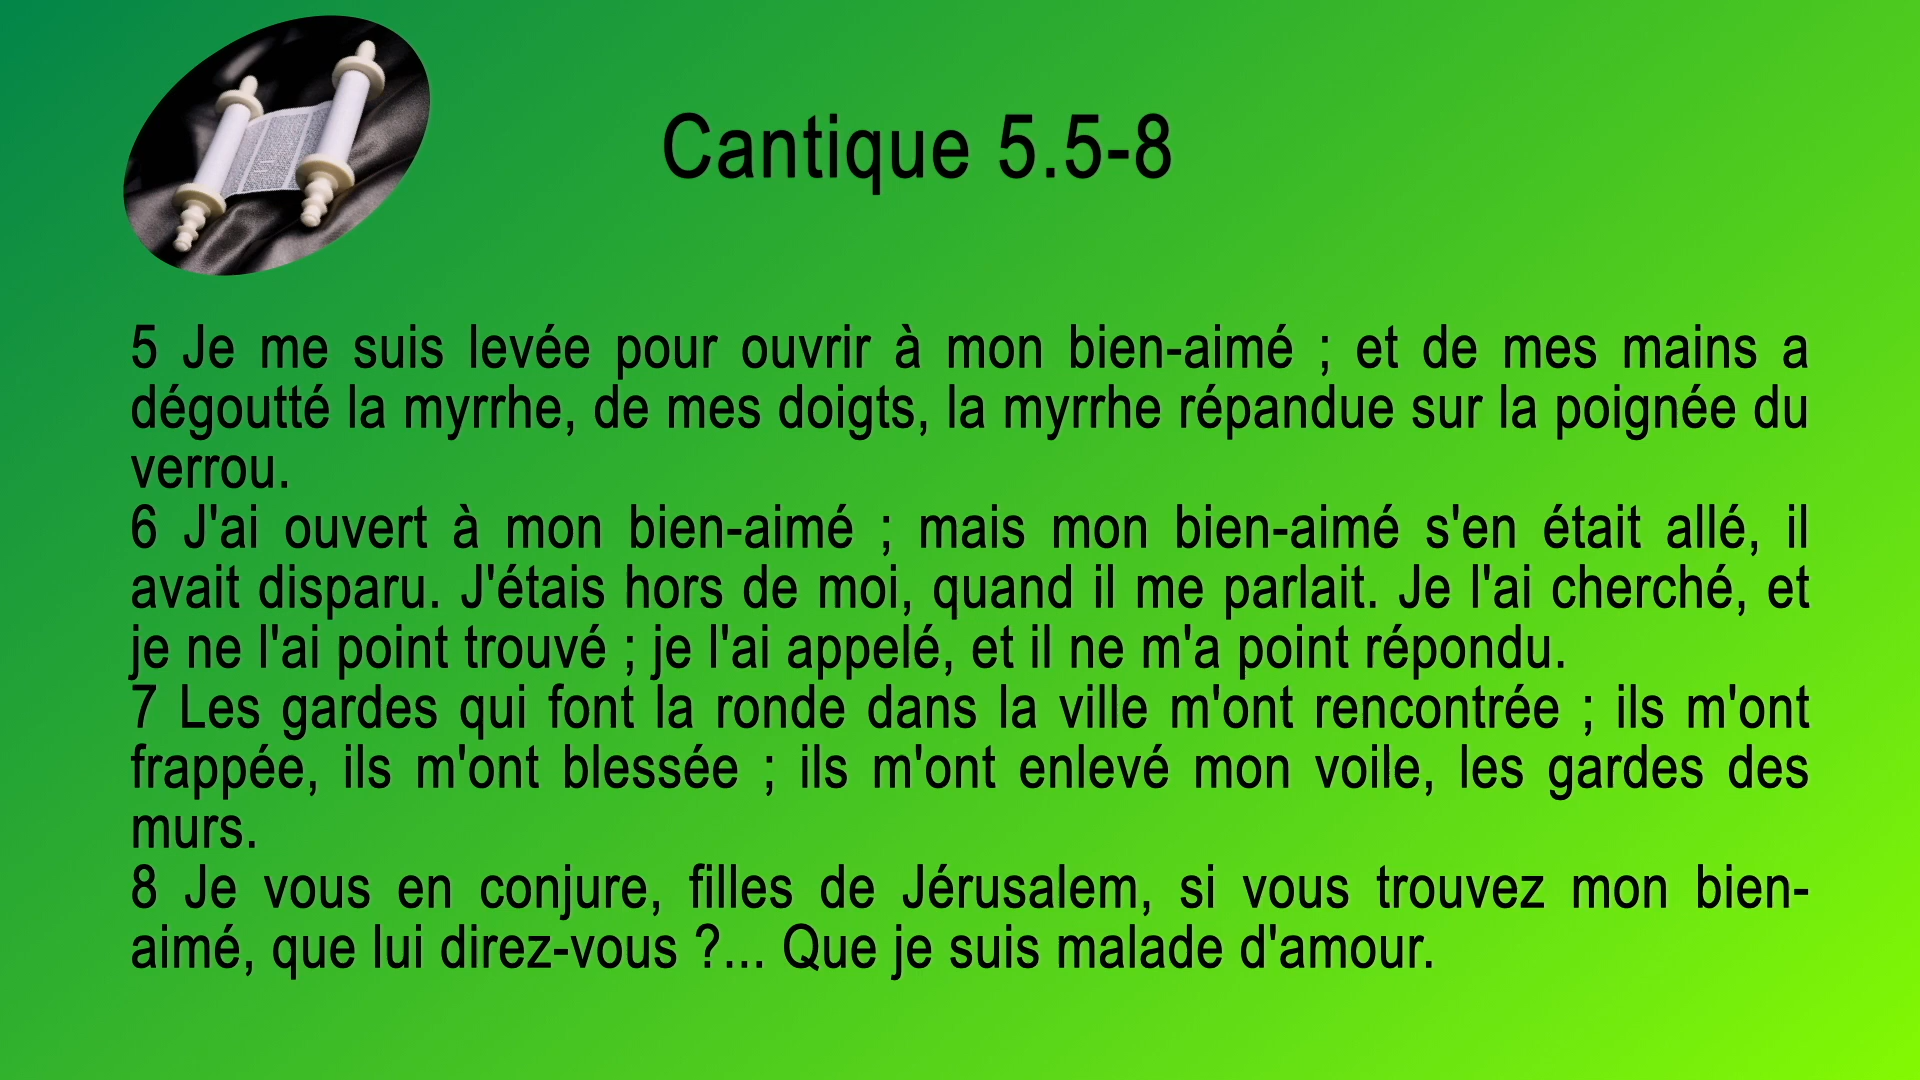 Cantique 5.5-8
5 Je me suis levée pour ouvrir à mon bien-aimé ; et de mes mains a
dégoutté la myrrhe, de mes doigts, la myrrhe répandue sur la poignée du
verrou.
6 J'ai ouvert à mon bien-aimé ; mais mon bien-aimé s'en était allé, il
avait disparu. J'étais hors de moi, quand il me parlait. Je l'ai cherché, et
je ne l'ai point trouvé ; je l'ai appelé, et il ne m'a point répondu.
7 Les gardes qui font la ronde dans la ville m'ont rencontrée ; ils m'ont
frappée, ils m'ont blessée ; ils m'ont enlevé mon voile, les gardes des
murs.
8 Je vous en conjure, filles de Jérusalem, si vous trouvez mon bien-
aimé, que lui direz-vous ?... Que je suis malade d'amour.